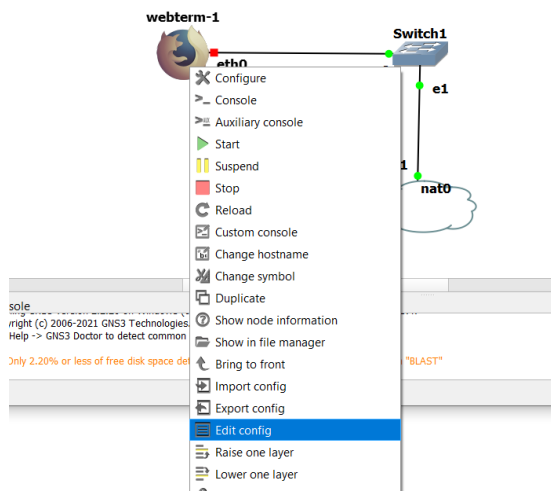 webterm-1
Switch1
eth0
e1
1
nat0
Configure
Console
Auxiliary console
Start
Suspend
Stop
Reload
Custom console
Change hostname
Change symbol
Duplicate
Show node information
Show in file manager
Bring to front
Import config
Export config
Edit config
Raise one layer
Lower one layer
sole
right (c) 2006-2021 GNS3 Technologies.
Help -> GNS3 Doctor to detect common
Only 2.20% or less of free disk space det
"BLAST"